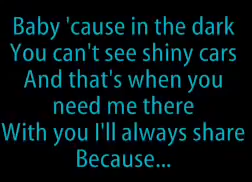 Baby 'cause in the dark
You can't see shiny cars
And that's when you
need me there
With you I'll always share
Because...